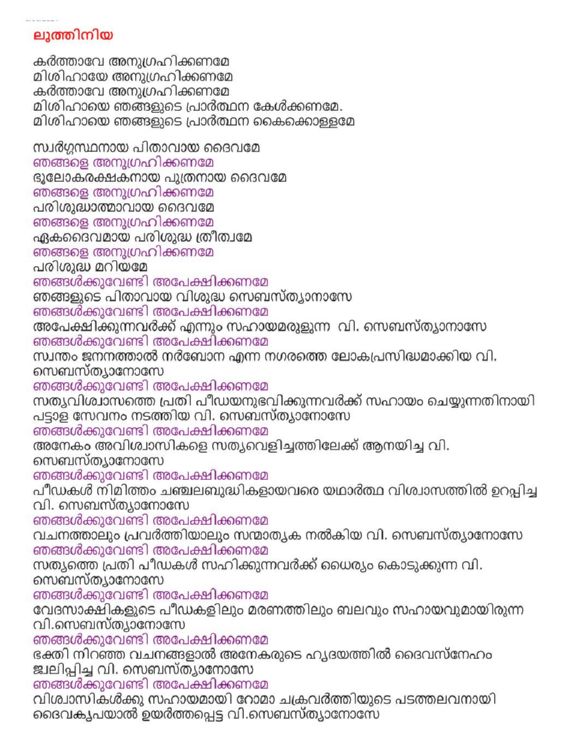 ലുത്തിനിയ
കർത്താവേ അനുഗ്രഹിക്കണമേ
മിശിഹായേ അനുഗ്രഹിക്കണമേ
കർത്താവേ അനുഗ്രഹിക്കണമേ
മിശിഹായെ ഞങ്ങളുടെ പ്രാർത്ഥന കേൾക്കണമേ.
മിശിഹായെ ഞങ്ങളുടെ പ്രാർത്ഥന കൈക്കൊള്ളമേ
സ്വർഗ്ഗസ്ഥനായ പിതാവായ ദൈവമേ
ഞങ്ങളെ അനുഗ്രഹിക്കണമേ
ഭൂലോകരക്ഷകനായ പുത്രനായ ദൈവമേ
ഞങ്ങളെ അനുഗ്രഹിക്കണമേ
പരിശുദ്ധാത്മാവായ ദൈവമേ
ഞങ്ങളെ അനുഗ്രഹിക്കണമേ
ഏകദൈവമായ പരിശുദ്ധ ത്രീത്വമേ
ഞങ്ങളെ അനുഗ്രഹിക്കണമേ
പരിശുദ്ധ മറിയമേ
ഞങ്ങൾക്കുവേണ്ടി അപേക്ഷിക്കണമേ
ഞങ്ങളുടെ പിതാവായ വിശുദ്ധ സെബസ്ത്യാനാസേ
ഞങ്ങൾക്കുവേണ്ടി അപേക്ഷിക്കണമേ
അപേക്ഷിക്കുന്നവർക്ക് എന്നും സഹായമരുളുന്ന വി. സെബസ്ത്യാനാസേ
ഞങ്ങൾക്കുവേണ്ടി അപേക്ഷിക്കണമേ
സ്വന്തം ജനനത്താൽ നർബോന എന്ന നഗരത്തെ ലോകപ്രസിദ്ധമാക്കിയ വി.
സെബസ്ത്യാനോസേ
ഞങ്ങൾക്കുവേണ്ടി അപേക്ഷിക്കണമേ
സത്യവിശ്വാസത്തെ പ്രതി പീഡയനുഭവിക്കുന്നവർക്ക് സഹായം ചെയ്യുന്നതിനായി
പട്ടാള സേവനം നടത്തിയ വി. സെബസ്ത്യാനോസേ
ഞങ്ങൾക്കുവേണ്ടി അപേക്ഷിക്കണമേ
അനേകം അവിശ്വാസികളെ സത്യവെളിച്ചത്തിലേക്ക് ആനയിച്ച വി.
സെബസ്ത്യാനോസേ
ഞങ്ങൾക്കുവേണ്ടി അപേക്ഷിക്കണമേ
പീഡകൾ നിമിത്തം ചഞ്ചലബുദ്ധികളായവരെ യഥാർത്ഥ വിശ്വാസത്തിൽ ഉറപ്പിച്ച
വി. സെബസ്ത്യാനോസേ
ഞങ്ങൾക്കുവേണ്ടി അപേക്ഷിക്കണമേ
വചനത്താലും പ്രവർത്തിയാലും സന്മാതൃക നൽകിയ വി. സെബസ്ത്യാനോസേ
ഞങ്ങൾക്കുവേണ്ടി അപേക്ഷിക്കണമേ
സത്യത്തെ പ്രതി പീഡകൾ സഹിക്കുന്നവർക്ക് ധൈര്യം കൊടുക്കുന്ന വി.
സെബസ്ത്യാനോസേ
ഞങ്ങൾക്കുവേണ്ടി അപേക്ഷിക്കണമേ
വേദസാക്ഷികളുടെ പീഡകളിലും മരണത്തിലും ബലവും സഹായവുമായിരുന്ന
വി.സെബസ്ത്യാനോസേ
ഞങ്ങൾക്കുവേണ്ടി അപേക്ഷിക്കണമേ
ഭക്തി നിറഞ്ഞ വചനങ്ങളാൽ അനേകരുടെ ഹൃദയത്തിൽ ദൈവസ്നേഹം
ജ്വലിപ്പിച്ച വി. സെബസ്ത്യാനോസേ
ഞങ്ങൾക്കുവേണ്ടി അപേക്ഷിക്കണമേ
വിശ്വാസികൾക്കു സഹായമായി റോമാ ചക്രവർത്തിയുടെ പടത്തലവനായി
ദൈവകൃപയാൽ ഉയർത്തപ്പെട്ട വി.സെബസ്ത്യാനോസേ